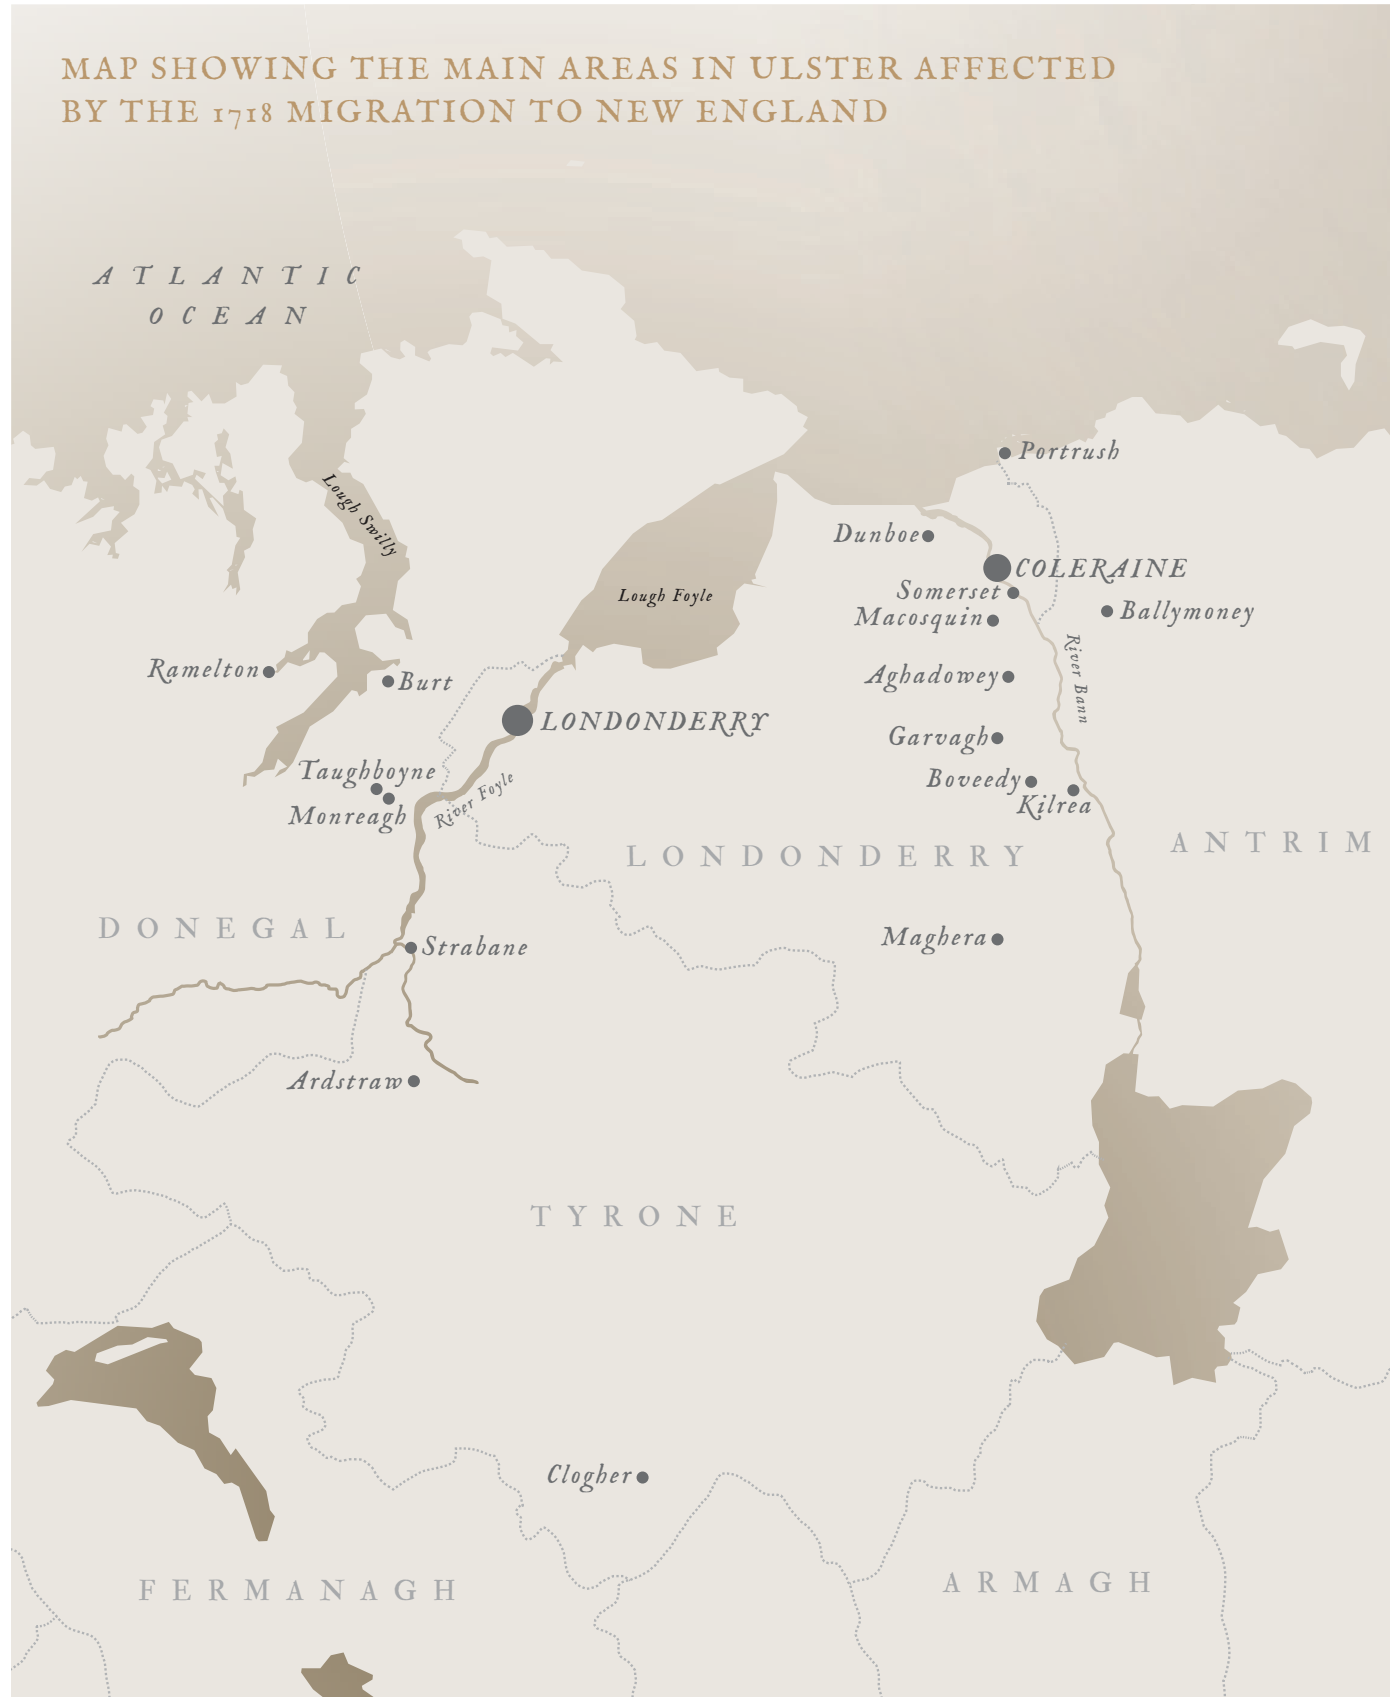 MAP SHOWING THE MAIN AREAS IN ULSTER AFFECTED
BY THE 1718 MIGRATION TO NEW ENGLAND
ATLANTIC
OCEAN
Portrush
Lough Swilly
Dunboe
COLERAINE
Somerset
Lough Foyle
Ballymoney
Macosquin
River Bann
Ramelton
Burt
Aghadowey
LONDONDERRY
Garvagh
Taughboyne
Boveedy
River Foyle
Monreagh
Kilrea
ANTRIM
LONDONDERRY
DONEGAL
Strabane
Maghera
Ardstraw
TYRONE
Clogher
FERMANAGH
ARMAGH